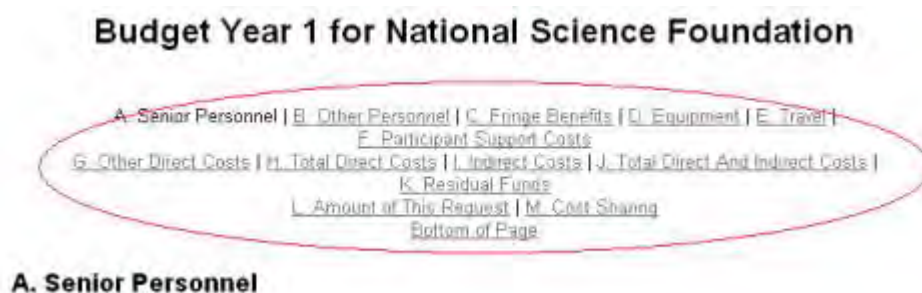 Budget Year 1 for National Science Foundation
A. Senior Personnel | B. Other Personnel | C. Fringe Benefits | D. Equipment | E. Travel |
F. Participant Support Costs
G. Other Direct Costs | H. Total Direct Costs | I. Indirect Costs | J. Total Direct And Indirect Costs |
K. Residual Funds
L. Amount of This Request | M. Cost Sharing
Bottom of Page
A. Senior Personnel